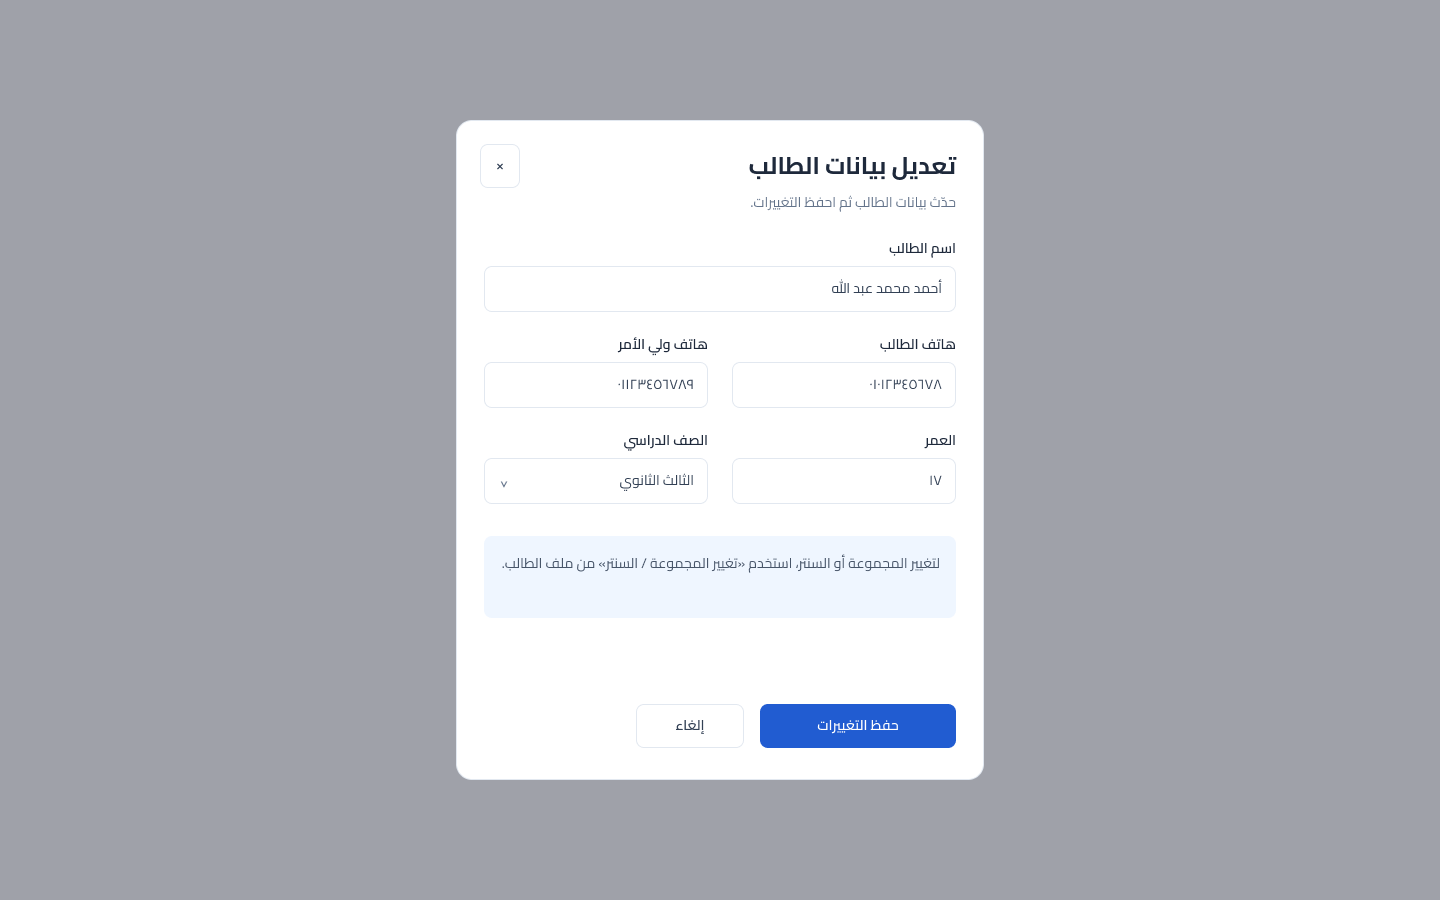 تعديل بيانات الطالب
×
حدّث بيانات الطالب ثم احفظ التغييرات.
اسم الطالب
أحمد محمد عبد الله
هاتف الطالب
هاتف ولي الأمر
٠١٠١٢٣٤٥٦٧٨
٠١١٢٣٤٥٦٧٨٩
العمر
الصف الدراسي
١٧
الثالث الثانوي
لتغيير المجموعة أو السنتر، استخدم «تغيير المجموعة / السنتر» من ملف الطالب.
حفظ التغييرات
إلغاء